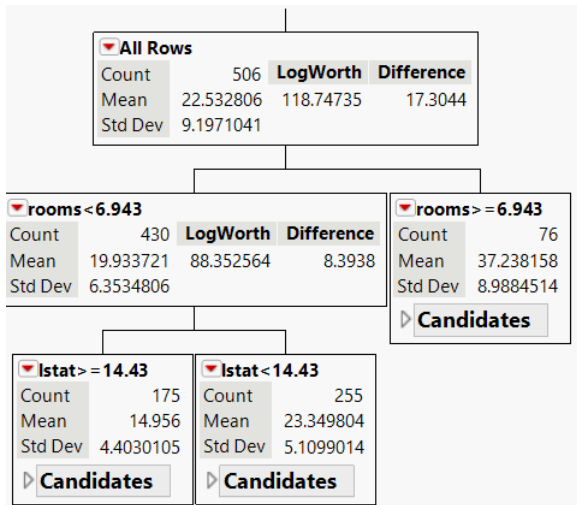 All Rows
Count 506 LogWorth Difference
Mean 22.532806 118.74735 17.3044
Std Dev 9.1971041
rooms<6.943
Count 430 LogWorth Difference
Mean 19.933721 88.352564 8.3938
Std Dev 6.3534806
rooms>=6.943
Count 76
Mean 37.238158
Std Dev 8.9884514
Candidates
lstat>=14.43
Count 175
Mean 14.956
Std Dev 4.4030105
Candidates
lstat<14.43
Count 255
Mean 23.349804
Std Dev 5.1099014
Candidates